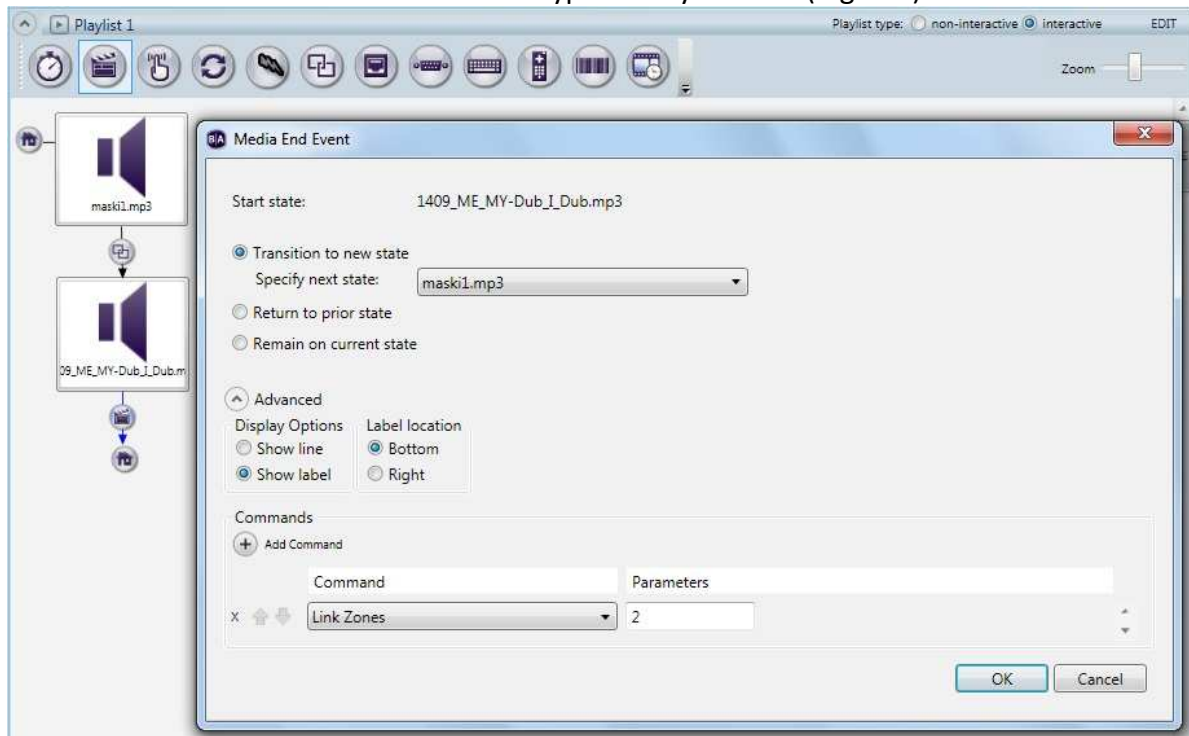 Playlist 1
Playlist type: non-interactive interactive EDIT
Zoom
maski1.mp3
09_ME_MY-Dub_I_Dub.m
BA Media End Event
Start state: 1409_ME_MY-Dub_I_Dub.mp3
Transition to new state
Specify next state: maski1.mp3
Return to prior state
Remain on current state
Advanced
Display Options Label location
Show line Bottom
Show label Right
Commands
Add Command
Command Parameters
x Link Zones 2
OK Cancel